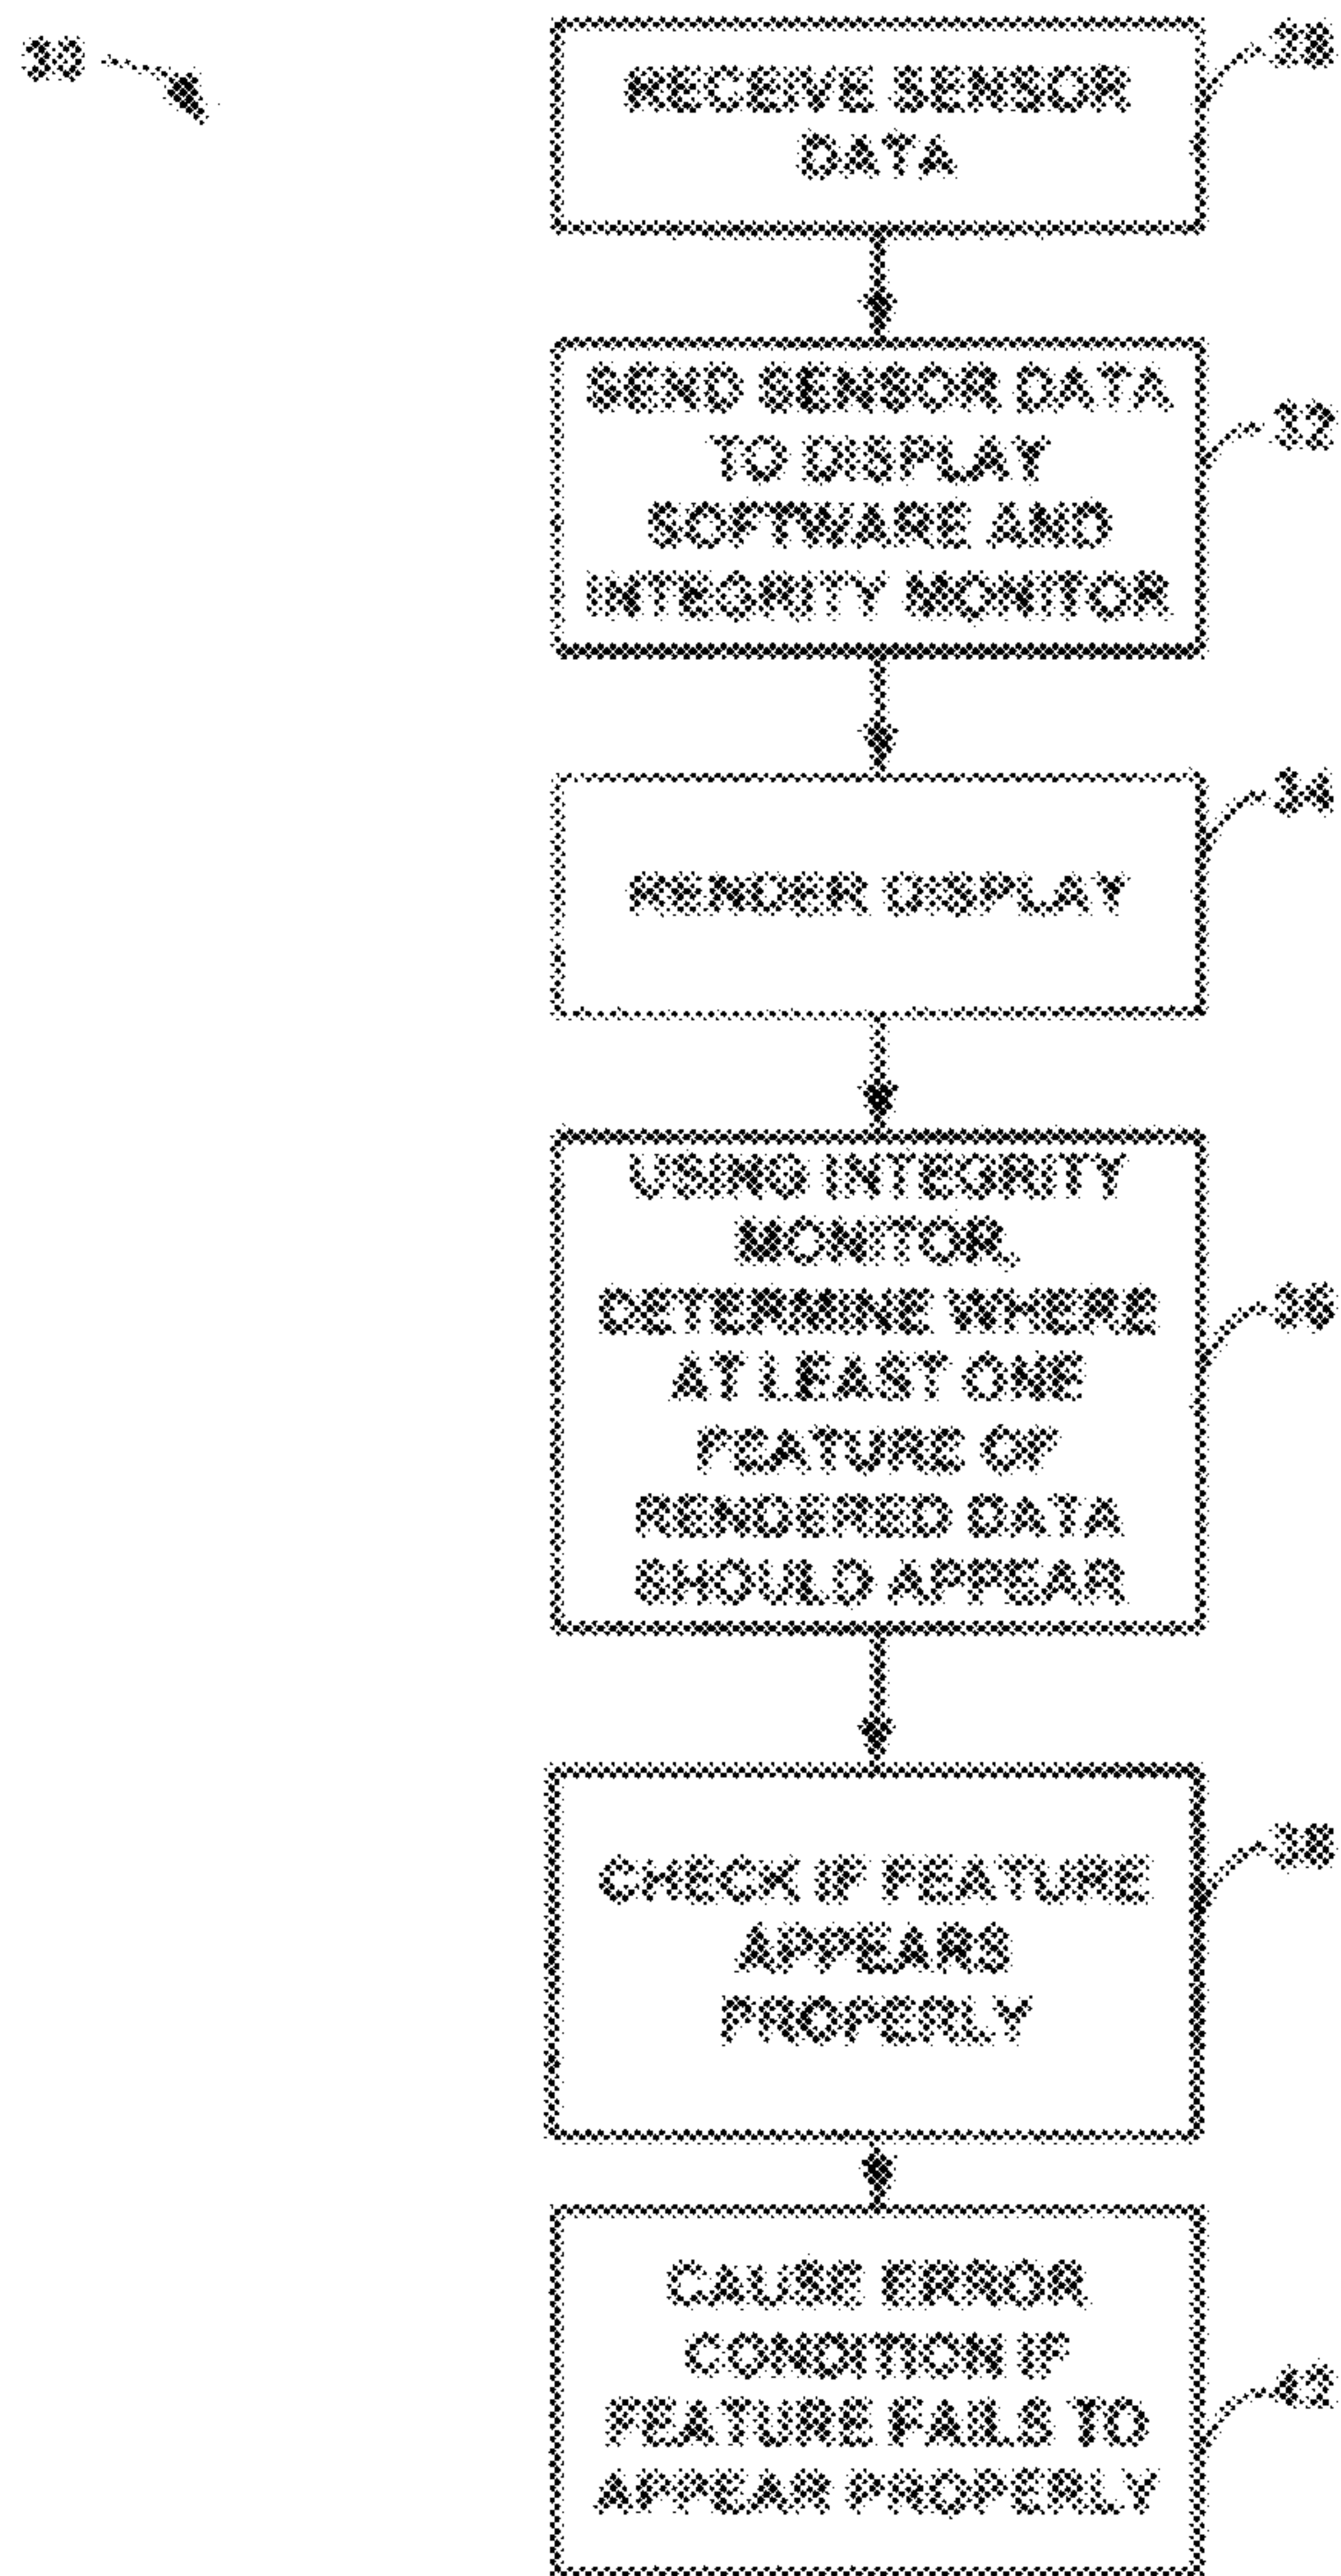 RECEIVE SENSOR
DATA
SEND SENSOR DATA
TO DISPLAY
SOFTWARE AND
INTEGRITY MONITOR
34
RENDER DISPLAY
USING INTEGRITY
MONITOR,
DETERMINE WHERE
AT LEAST ONE
FEATURE OF
RENDERED DATA
SHOULD APPEAR
36
CHECK IF FEATURE
APPEARS
PROPERLY
38
CAUSE ERROR
CONDITION IF
FEATURE FAILS TO
APPEAR PROPERLY